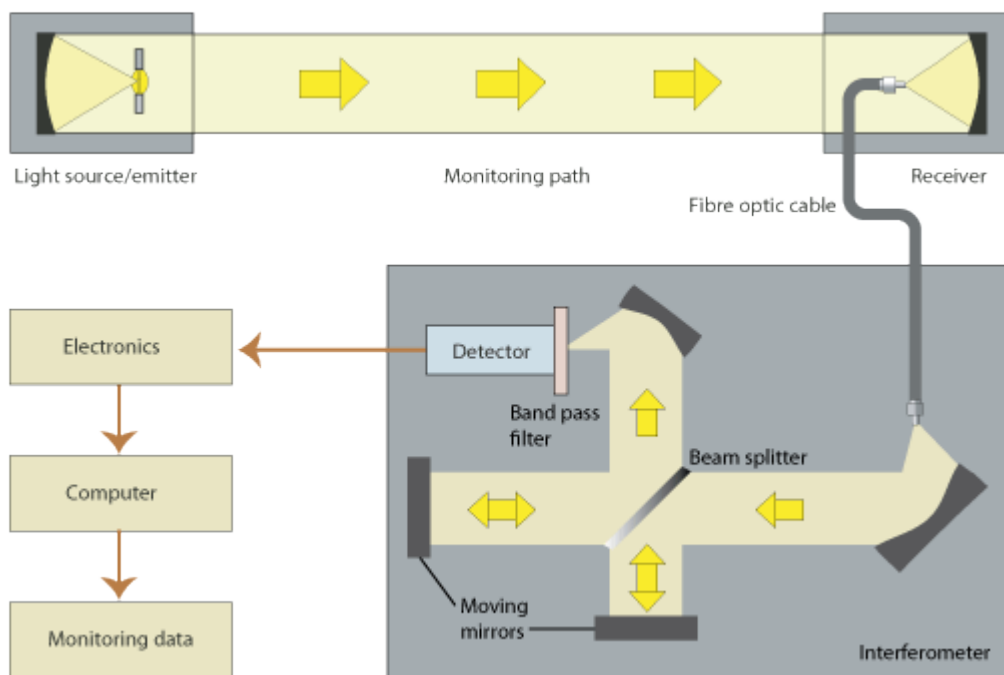 Light source/emitter
Monitoring path
Receiver
Fibre optic cable
Electronics
Detector
Band pass
filter
Beam splitter
Computer
Moving
mirrors
Monitoring data
Interferometer